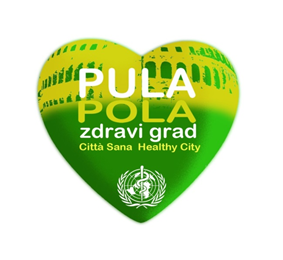 PULA
POLA
zdravi grad
Città Sana Healthy City